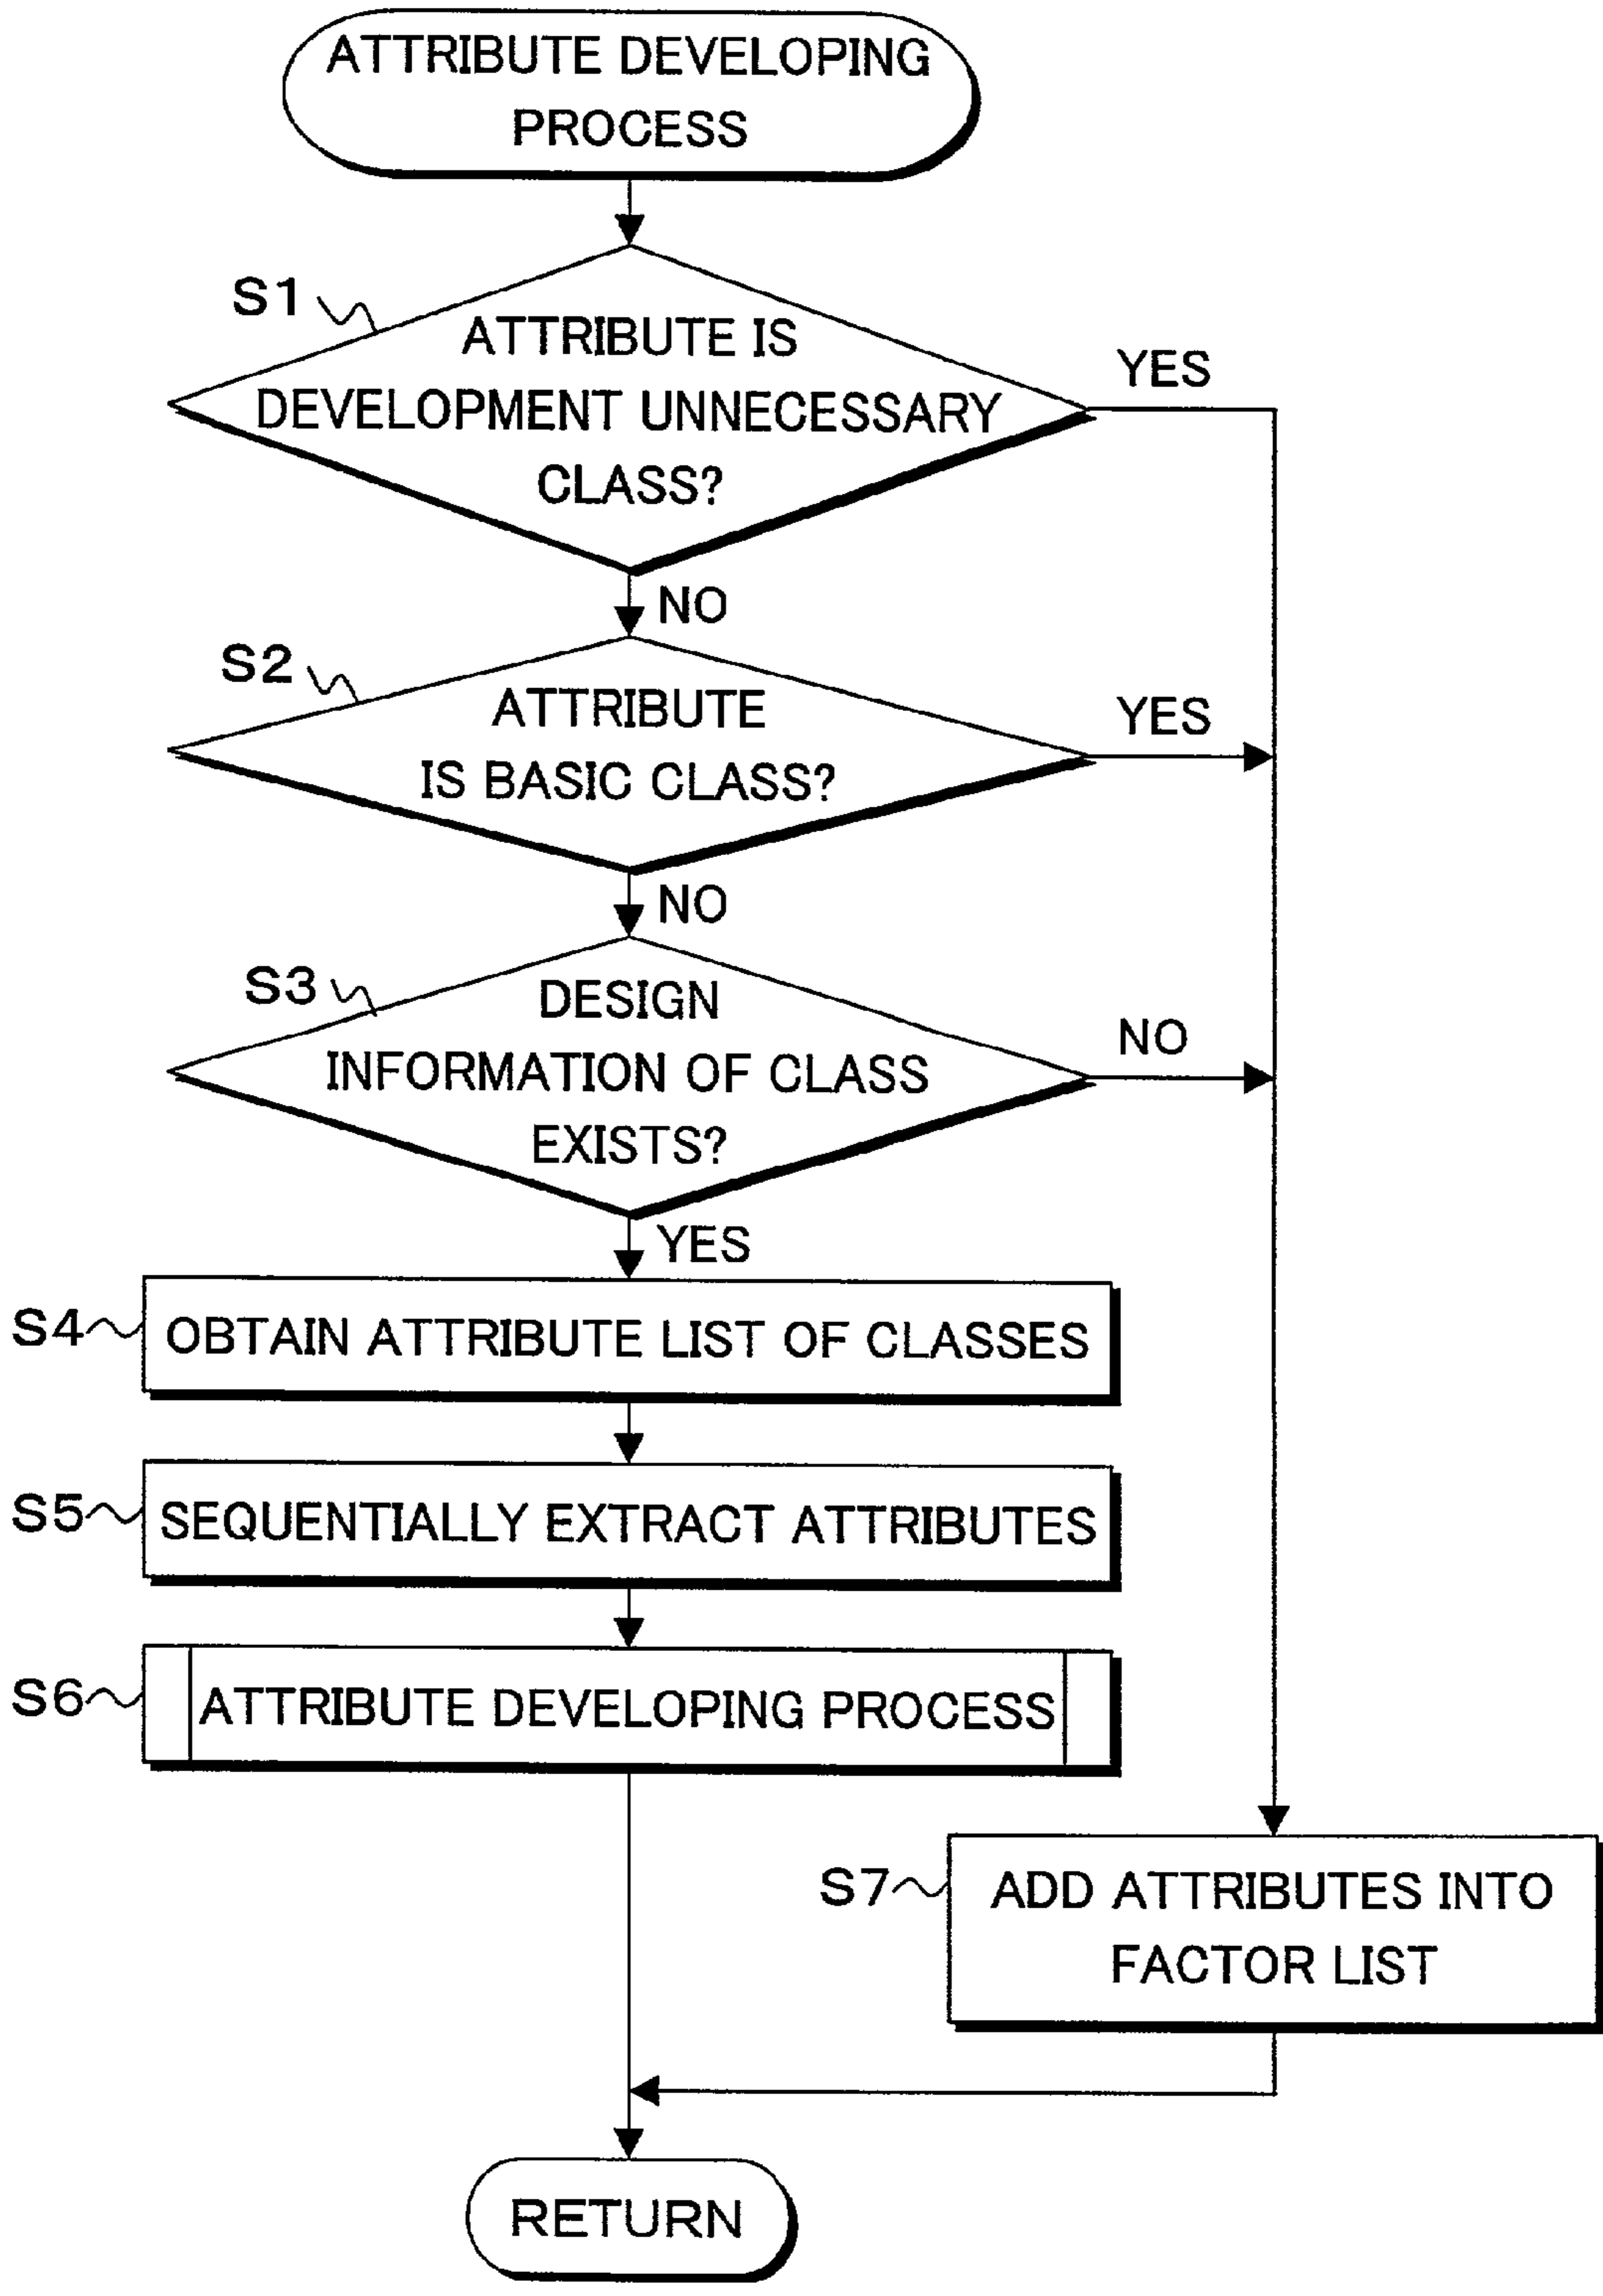 ATTRIBUTE DEVELOPING
PROCESS
S1
ATTRIBUTE IS
DEVELOPMENT UNNECESSARY
CLASS?
YES
NO
S2
ATTRIBUTE
IS BASIC CLASS?
YES
NO
S3
DESIGN
INFORMATION OF CLASS
EXISTS?
NO
YES
S4
OBTAIN ATTRIBUTE LIST OF CLASSES
S5
SEQUENTIALLY EXTRACT ATTRIBUTES
S6
ATTRIBUTE DEVELOPING PROCESS
S7
ADD ATTRIBUTES INTO
FACTOR LIST
RETURN